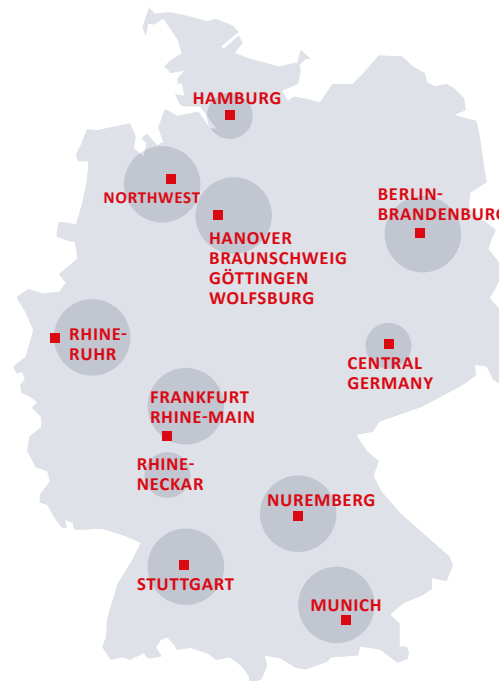 HAMBURG
NORTHWEST
BERLIN-
BRANDENBURG
HANOVER
BRAUNSCHWEIG
GÖTTINGEN
WOLFSBURG
RHINE-
RUHR
CENTRAL
GERMANY
FRANKFURT
RHINE-MAIN
RHINE-
NECKAR
NUREMBERG
STUTTGART
MUNICH